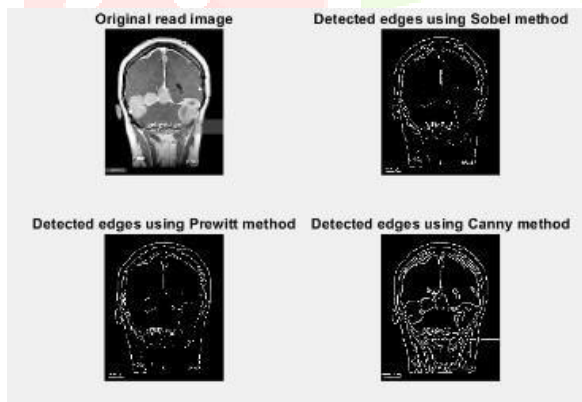 Original read image
Detected edges using Sobel method
Detected edges using Prewitt method
Detected edges using Canny method